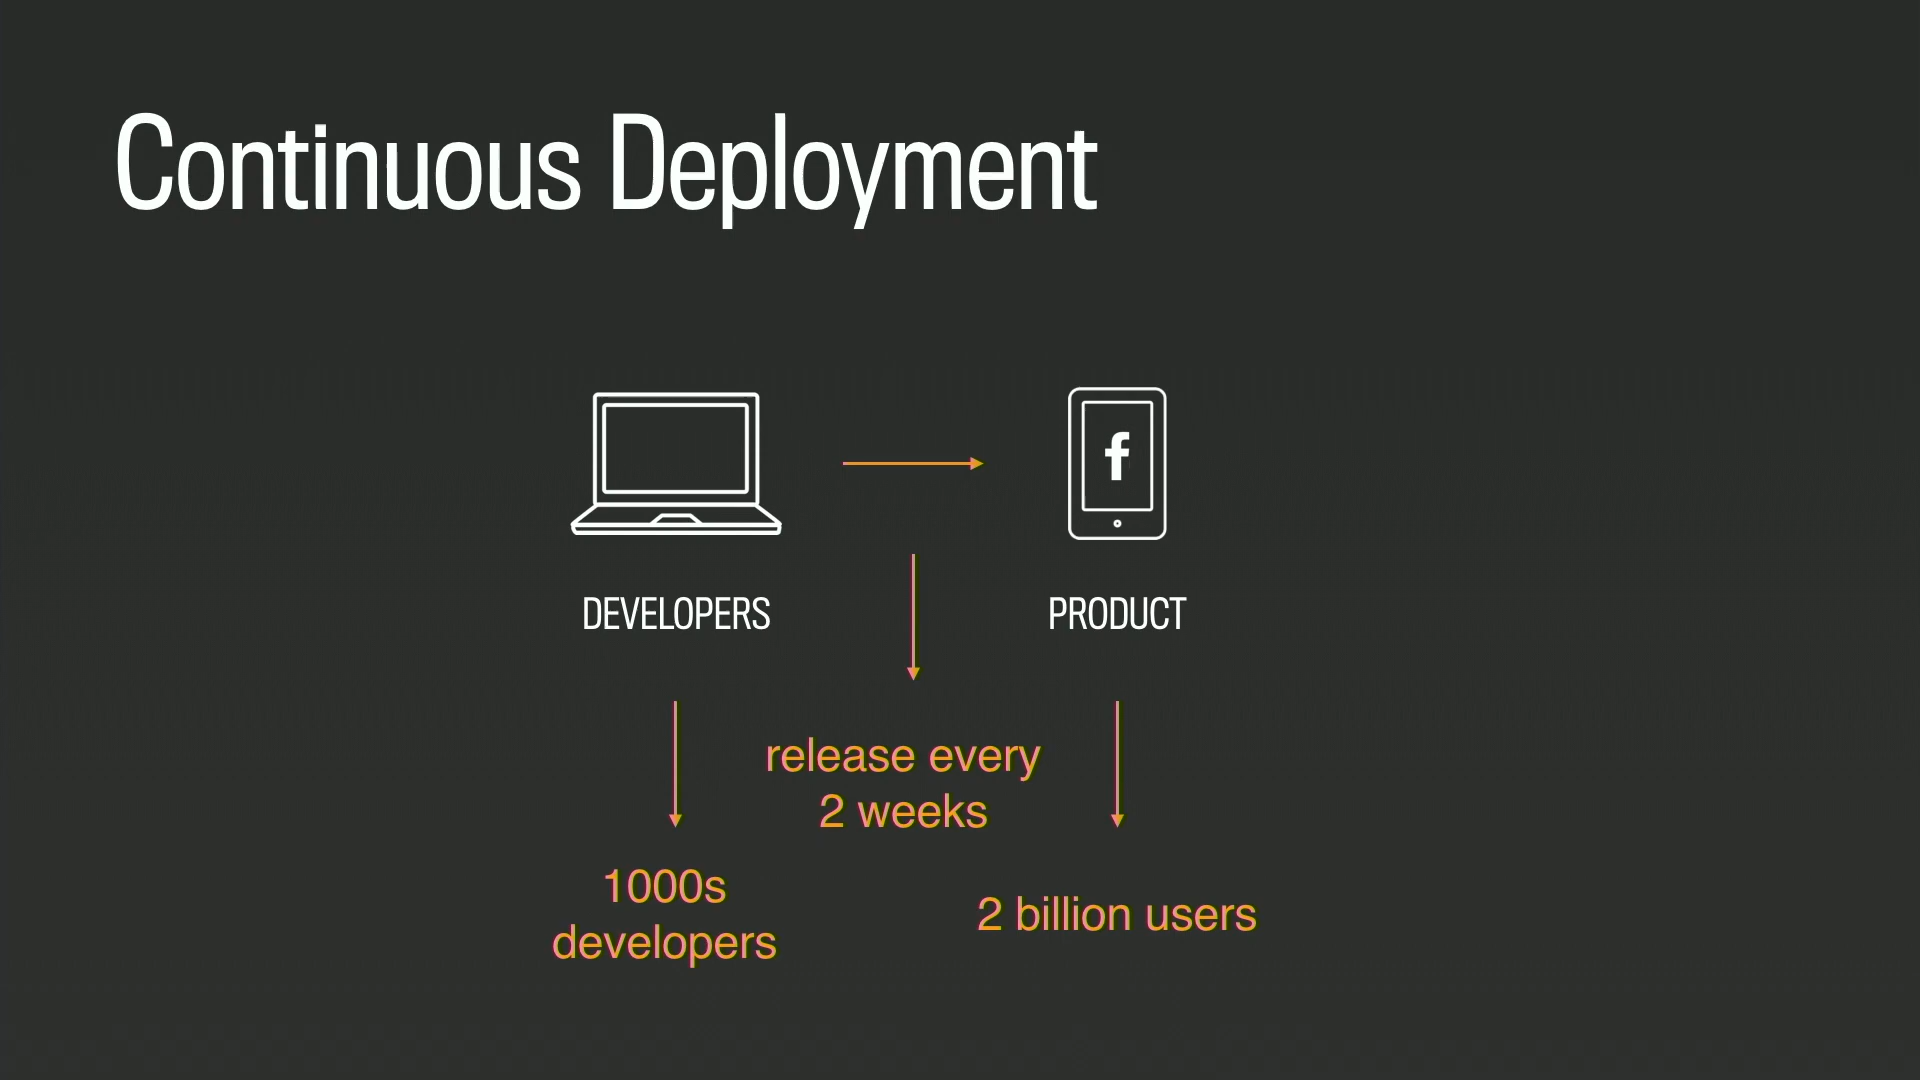 Continuous Deployment
f
DEVELOPERS
PRODUCT
release every
2 weeks
1000s
developers
2 billion users